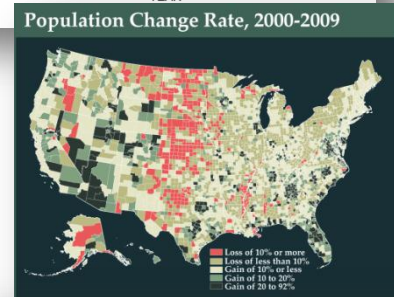 Population Change Rate, 2000-2009
Loss of 10% or more
Loss of less than 10%
Gain of 10% or less
Gain of 10 to 20%
Gain of 20 to 92%